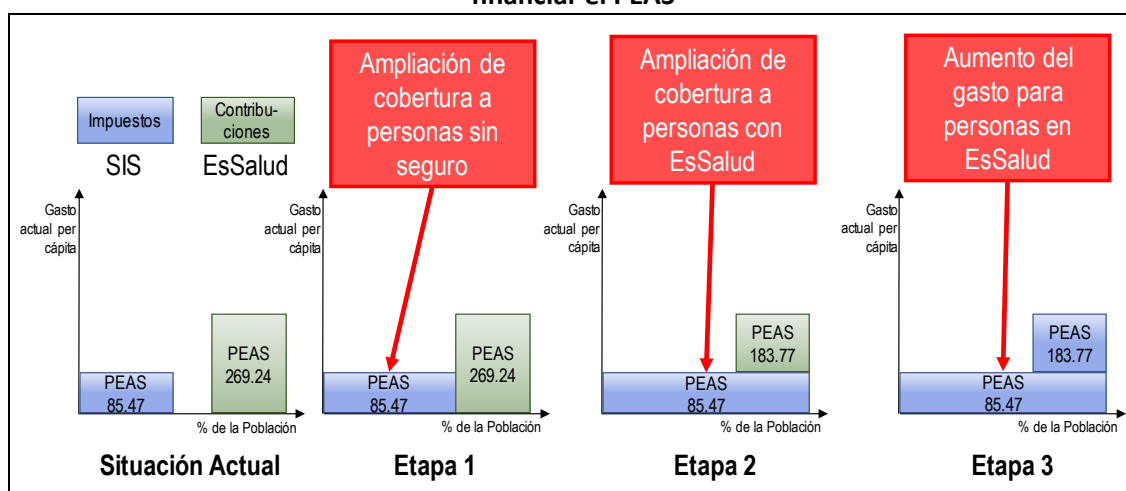 financiar el PEAS
Impuestos
SIS
Contribu-
ciones
EsSalud
Ampliación de
cobertura a
personas sin
seguro
Ampliación de
cobertura a
personas con
EsSalud
Aumento del
gasto para
personas en
EsSalud
Gasto
actual per
cápita
PEAS
85.47
PEAS
269.24
% de la Población
Situación Actual
Gasto
actual per
cápita
PEAS
85.47
PEAS
269.24
% de la Población
Etapa 1
Gasto
actual per
cápita
PEAS
183.77
PEAS
85.47
% de la Población
Etapa 2
Gasto
actual per
cápita
PEAS
183.77
PEAS
85.47
% de la Población
Etapa 3